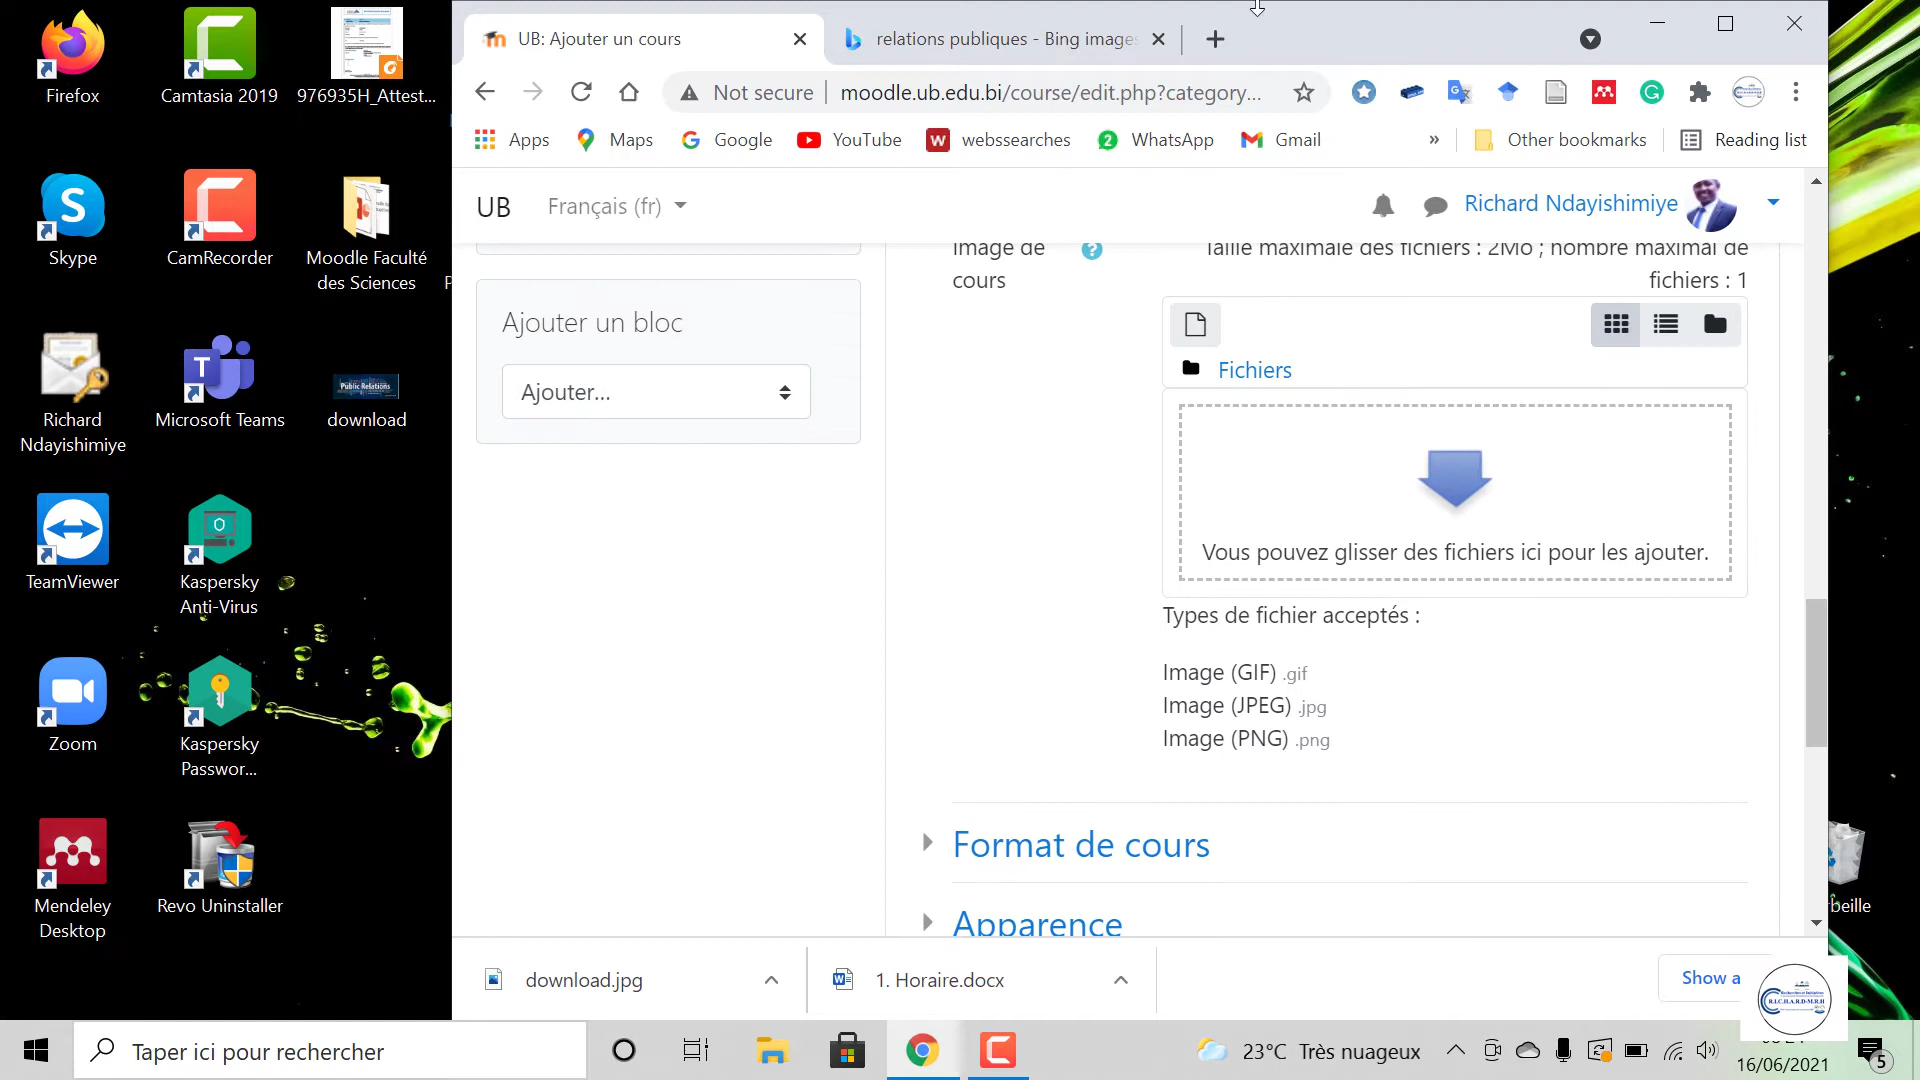 Firefox
Camtasia 2019
976935H_Attest...
Skype
CamRecorder
Moodle Faculté
des Sciences
Richard
Ndayishimiye
Microsoft Teams
Public Relations
download
TeamViewer
Kaspersky
Anti-Virus
Zoom
Kaspersky
Passwor...
Mendeley
Desktop
Revo Uninstaller
UB: Ajouter un cours
relations publiques - Bing images
Not secure
moodle.ub.edu.bi/course/edit.php?category...
Apps
Maps
Google
YouTube
webssearches
WhatsApp
Gmail
»
Other bookmarks
Reading list
UB
Français (fr)
Richard Ndayishimiye
Ajouter un bloc
Ajouter...
Image de
cours
Taille maximale des fichiers : 2Mo ; nombre maximal de
fichiers : 1
Fichiers
Vous pouvez glisser des fichiers ici pour les ajouter.
Types de fichier acceptés :
Image (GIF) .gif
Image (JPEG) .jpg
Image (PNG) .png
Format de cours
Apparence
download.jpg
1. Horaire.docx
Show a
R.I.C.H.A.R.D-M.R.H
beille
Taper ici pour rechercher
23°C Très nuageux
16/06/2021
5